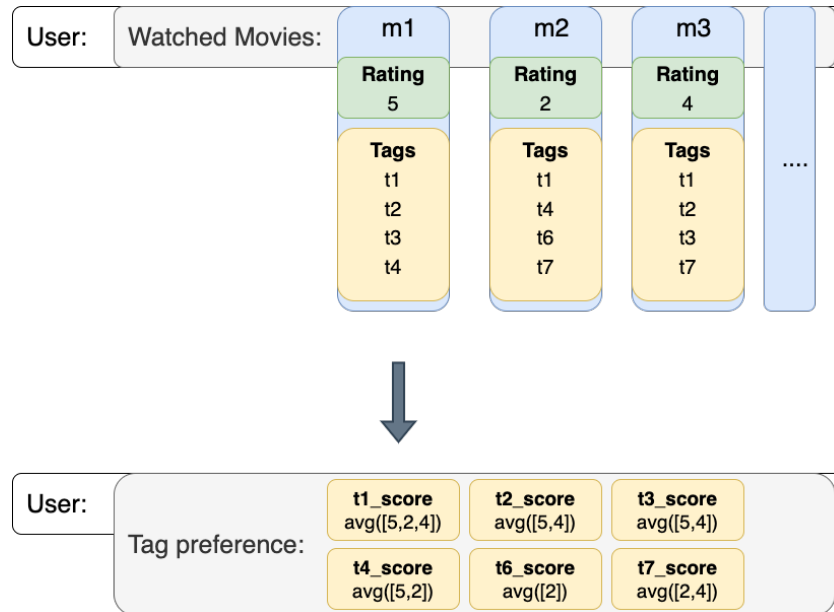 User:
Watched Movies:
m1
m2
m3
Rating
5
Rating
2
Rating
4
Tags
t1
t2
t3
t4
Tags
t1
t4
t6
t7
Tags
t1
t2
t3
t7
....
User:
Tag preference:
t1_score
avg([5,2,4])
t2_score
avg([5,4])
t3_score
avg([5,4])
t4_score
avg([5,2])
t6_score
avg([2])
t7_score
avg([2,4])